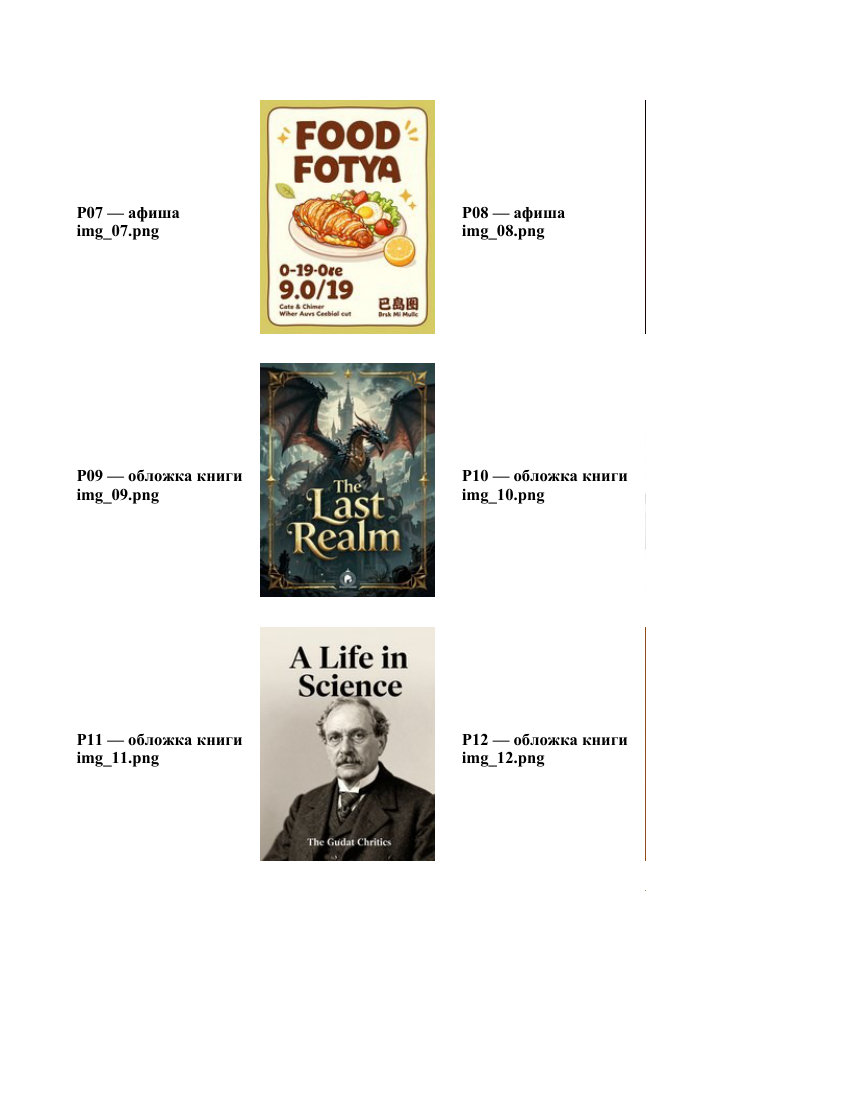 P07 — афиша
img_07.png
FOOD
FOTYA
0-19-0re
9.0/19
Cate & Chimer
Wiher Auvs Ceebial cut
巴島圈
Brsk Mi Mullc
P08 — афиша
img_08.png
P09 — обложка книги
img_09.png
The
Last
Realm
P10 — обложка книги
img_10.png
P11 — обложка книги
img_11.png
A Life in
Science
The Gudat Chritics
P12 — обложка книги
img_12.png